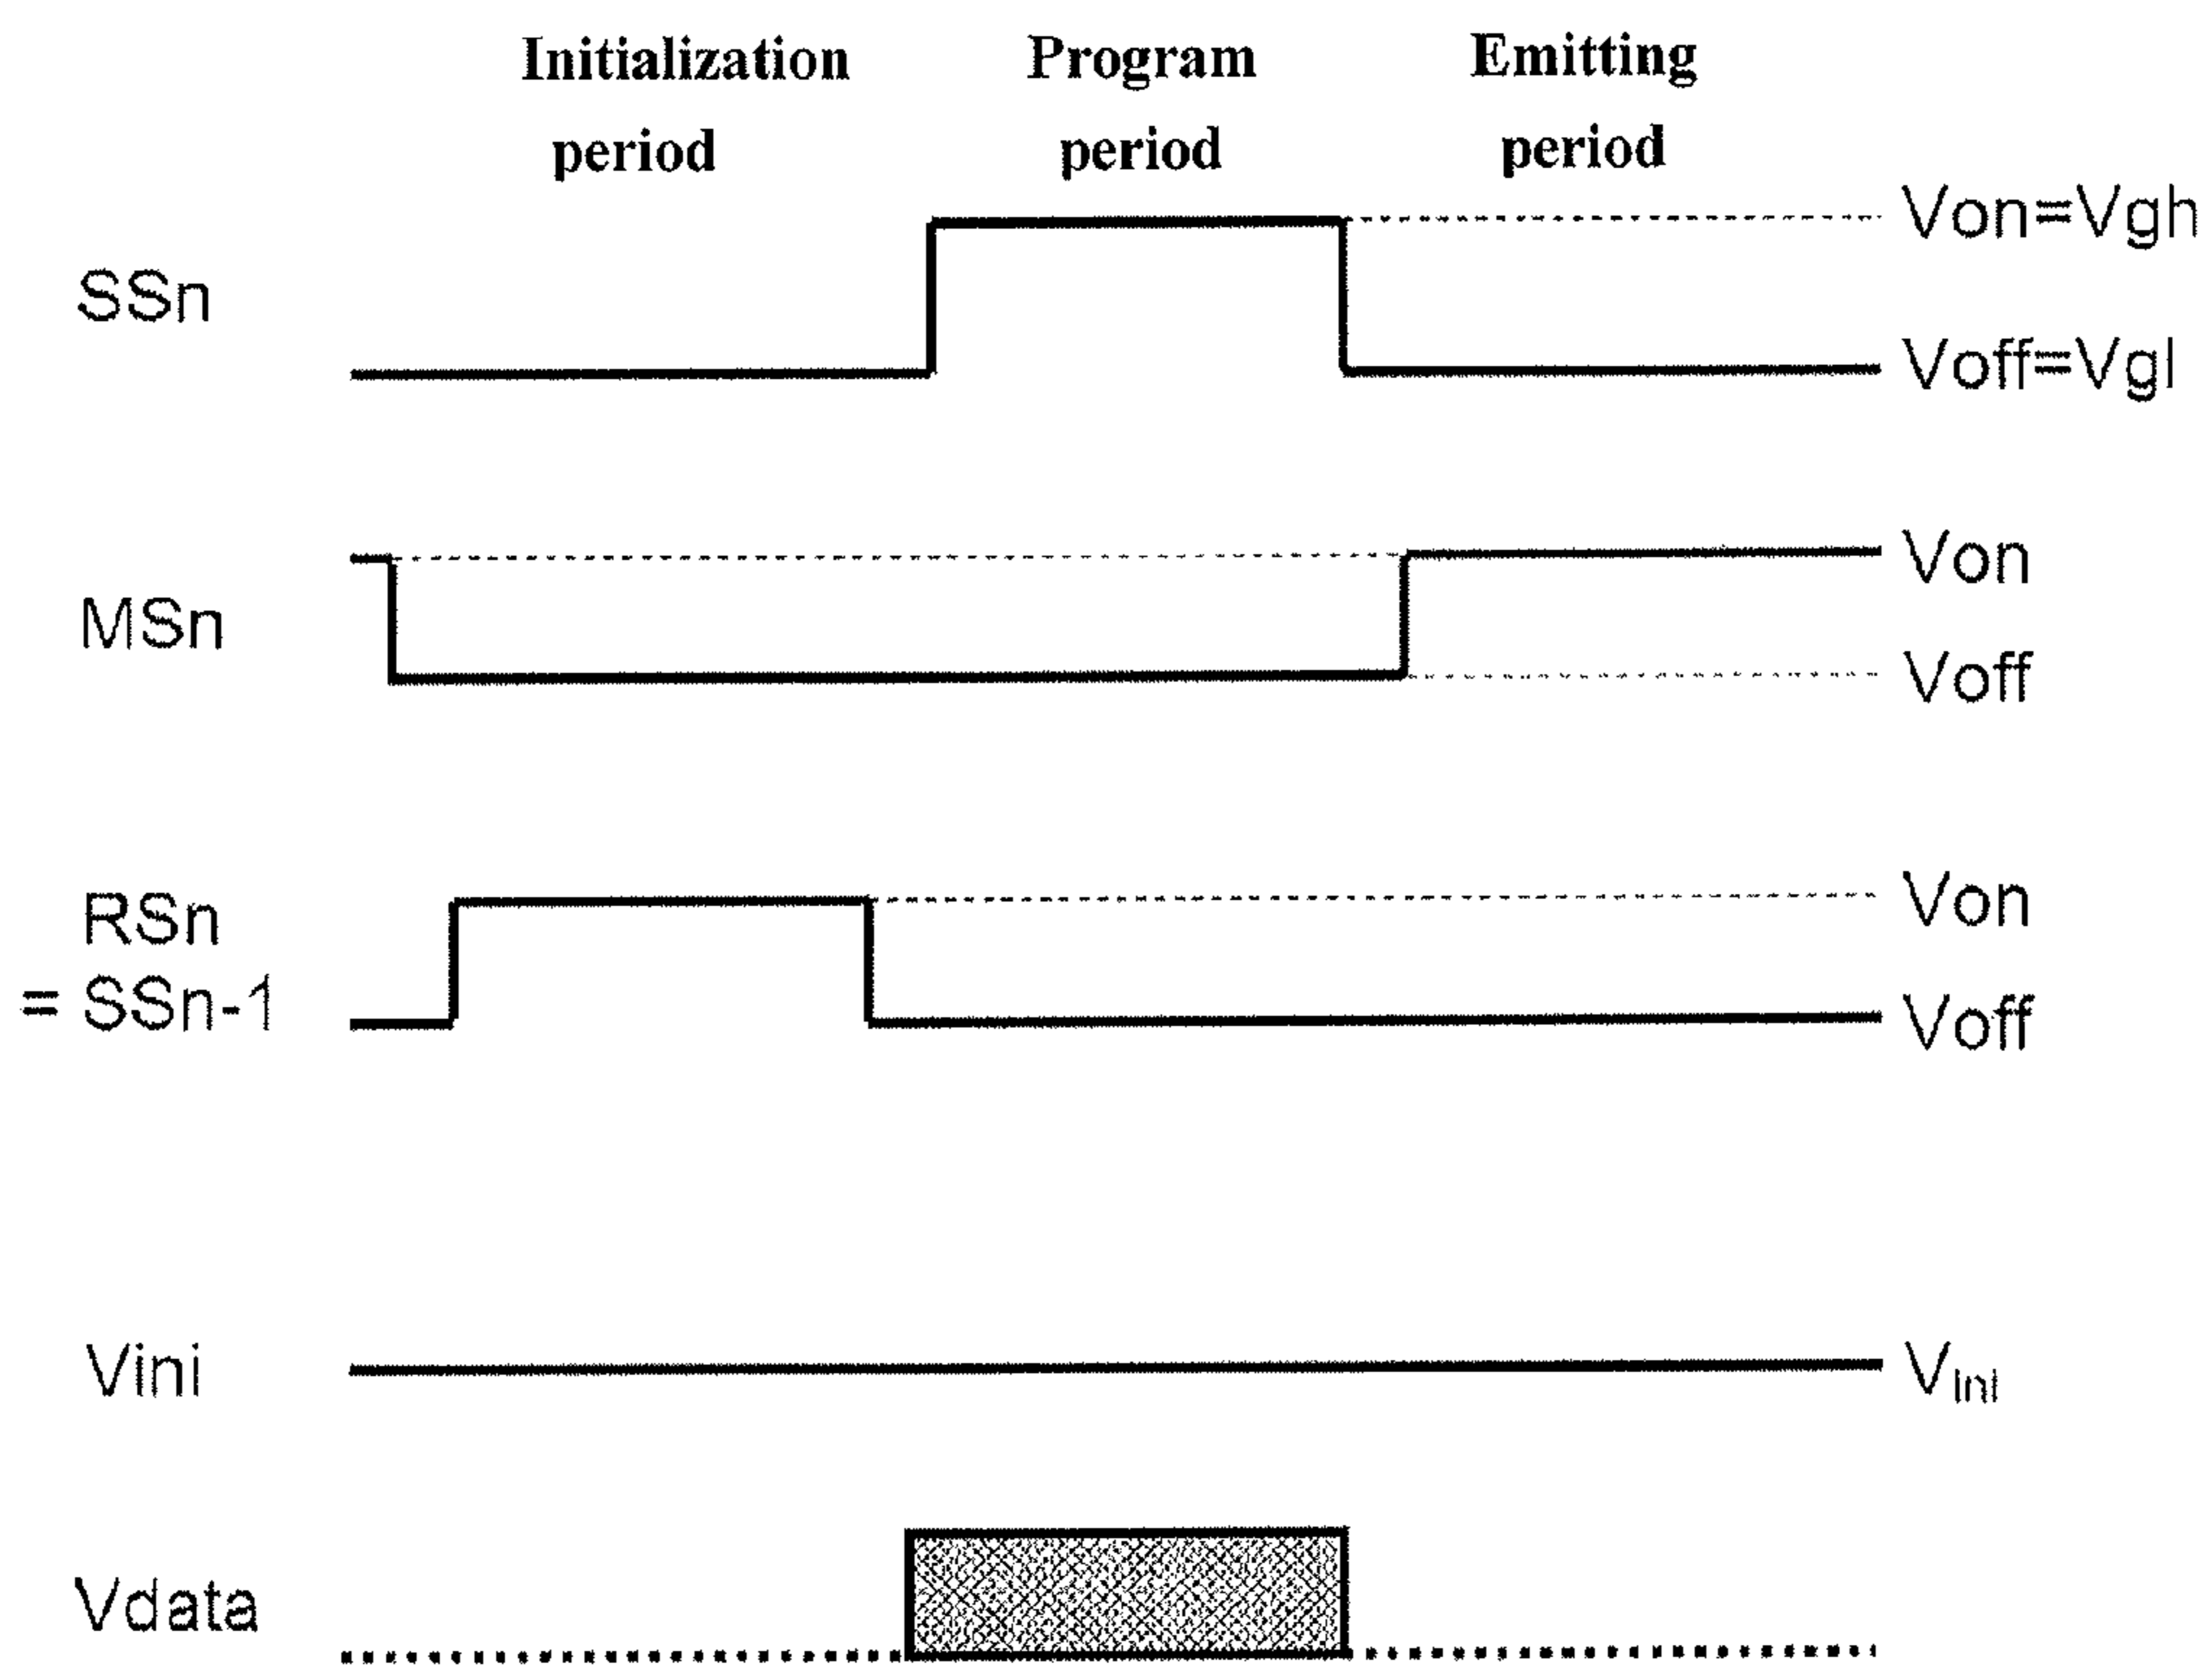 Initialization period
Program period
Emitting period
SSn
Von=Vgh
Voff=Vgl
MSn
Von
Voff
RSn
= SSn-1
Von
Voff
Vini
Vini
Vdata